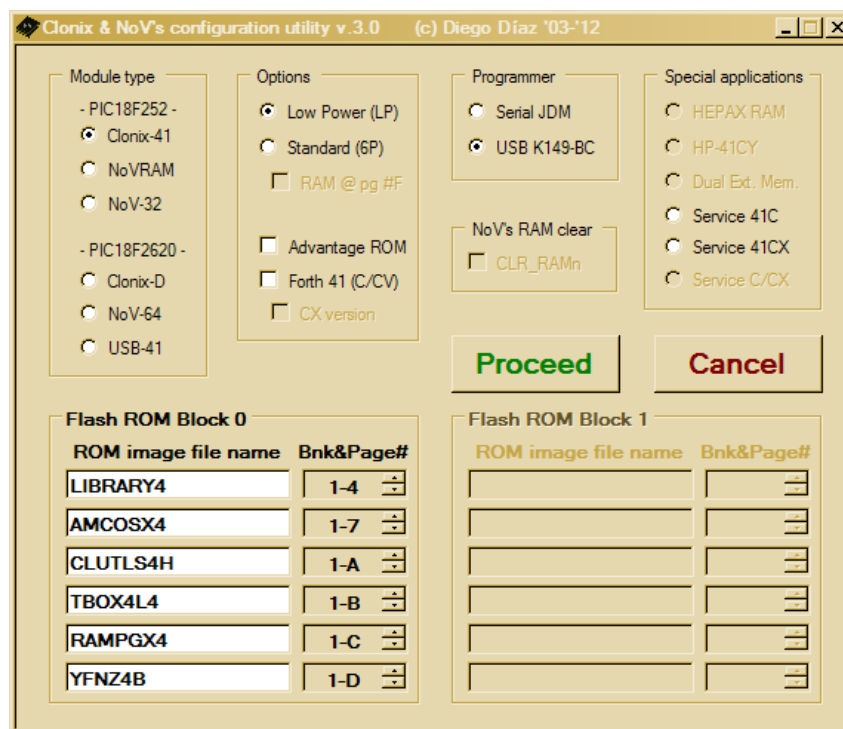 Clonix & NoV's configuration utility v.3.0 (c) Diego Díaz '03-'12
Module type
- PIC18F252 -
Clonix-41
NoVRAM
NoV-32
- PIC18F2620 -
Clonix-D
NoV-64
USB-41
Options
Low Power (LP)
Standard (6P)
RAM @ pg #F
Advantage ROM
Forth 41 (C/CV)
CX version
Programmer
Serial JDM
USB K149-BC
NoV's RAM clear
CLR_RAMn
Special applications
HEPAX RAM
HP-41CY
Dual Ext. Mem.
Service 41C
Service 41CX
Service C/CX
Proceed
Cancel
Flash ROM Block 0
ROM image file name Bnk&Page#
LIBRARY4 1-4
AMCOSX4 1-7
CLUTLS4H 1-A
TBOX4L4 1-B
RAMPGX4 1-C
YFNZ4B 1-D
Flash ROM Block 1
ROM image file name Bnk&Page#